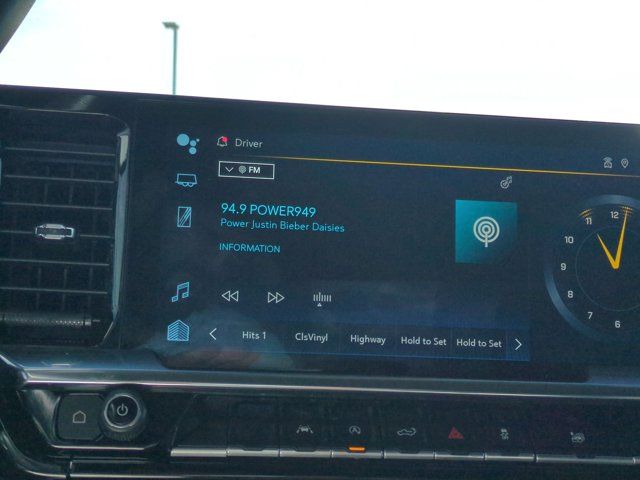 Driver
FM
94.9 POWER949
Power Justin Bieber Daisies
INFORMATION
Hits 1 ClsVinyl Highway Hold to Set Hold to Set
12
11
10
9
8
7
6